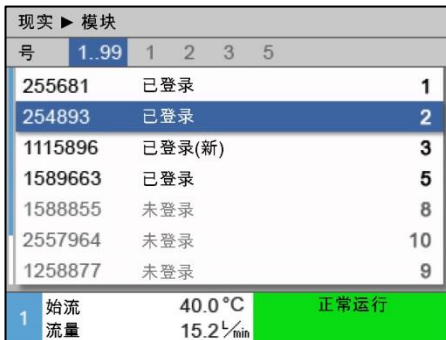 现实 ▶ 模块
号 1..99 1 2 3 5
255681 已登录 1
254893 已登录 2
1115896 已登录(新) 3
1589663 已登录 5
1588855 未登录 8
2557964 未登录 10
1258877 未登录 9
1 始流 40.0 °C 正常运行
流量 15.2 L/min